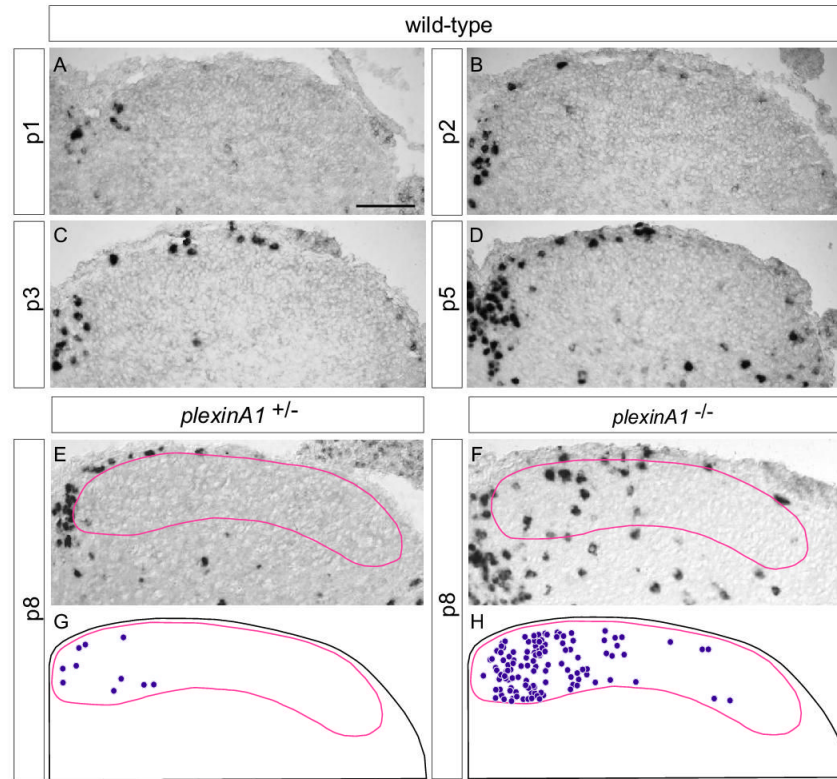 wild-type
p1
A
B
p2
C
p3
D
p5
plexinA1 +/-
plexinA1 -/-
p8
E
F
p8
G
H